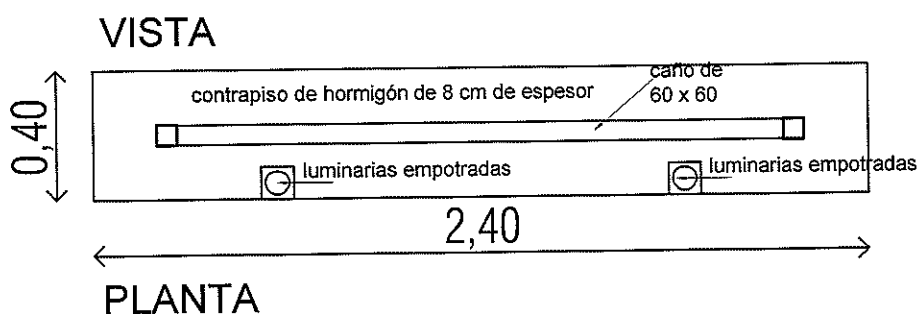 VISTA
caño de
60 x 60
contrapiso de hormigón de 8 cm de espesor
0,40
luminarias empotradas
luminarias empotradas
2,40
PLANTA